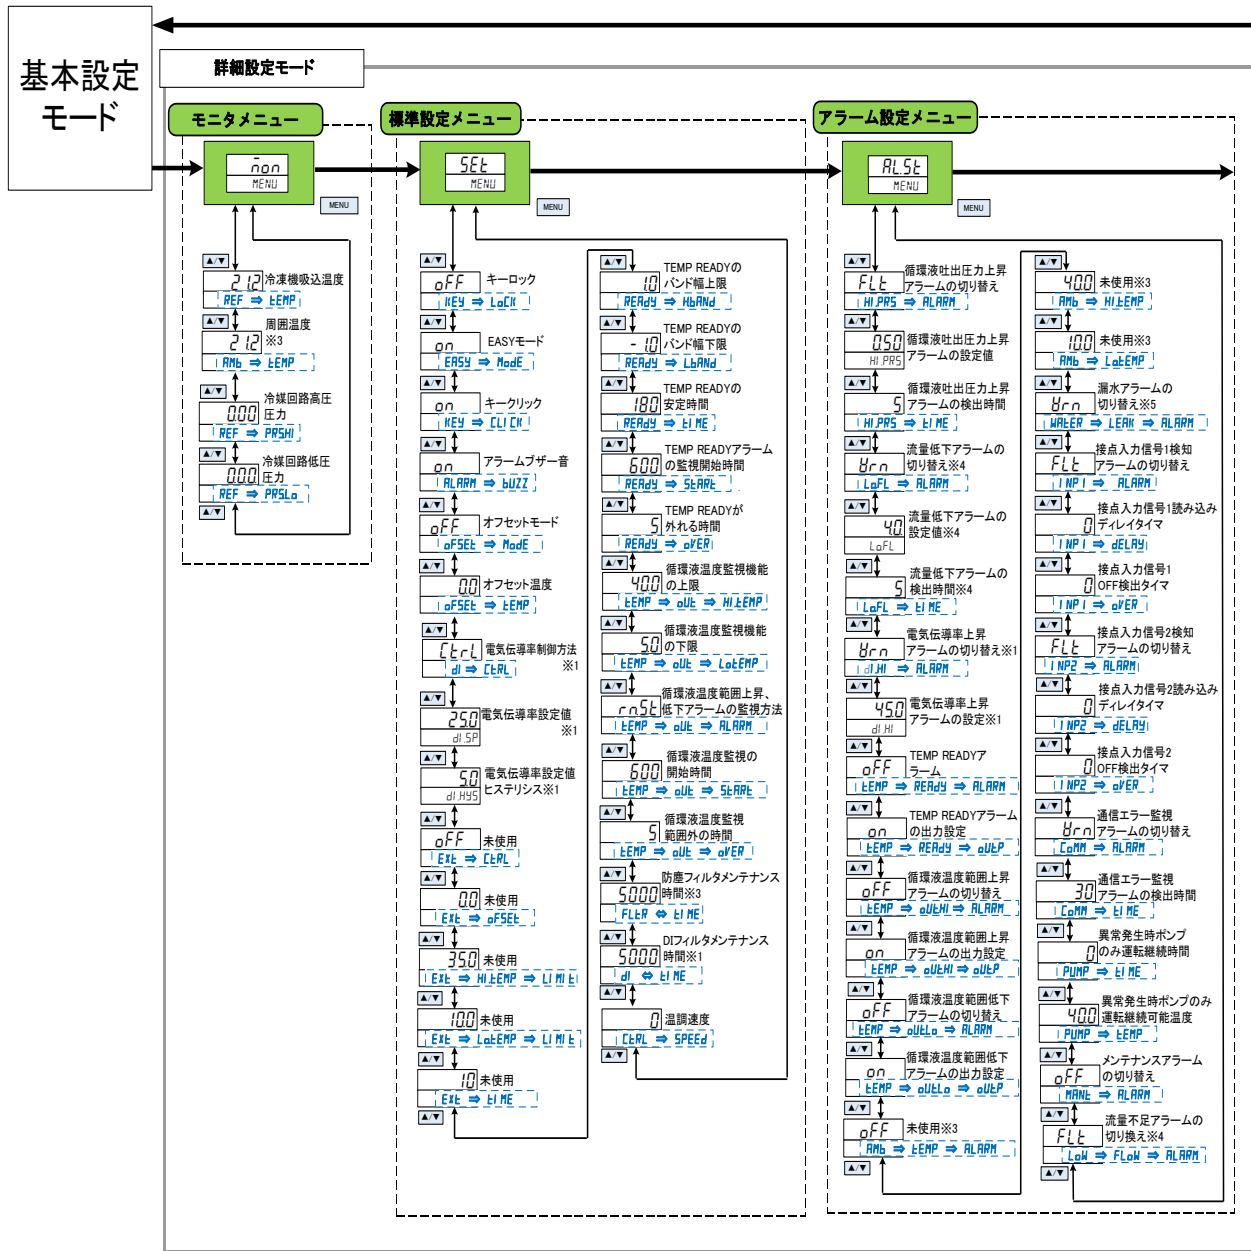 基本設定
モード
詳細設定モード
モニタメニュー
non
MENU
MENU
▲/▼
21.2
冷凍機吸込温度
REF ⇒ tEMP
▲/▼
周囲温度
21.2
※3
AMb ⇒ tEMP
▲/▼
冷媒回路高圧
0.00
圧力
REF ⇒ PRSHI
▲/▼
冷媒回路低圧
0.00
圧力
REF ⇒ PRSLo
▲/▼
標準設定メニュー
SEt
MENU
MENU
▲/▼
oFF
キーロック
KEY ⇒ LoCK
▲/▼
on
EASYモード
EASY ⇒ ModE
▲/▼
on
キークリック
KEY ⇒ CLICK
▲/▼
on
アラームブザー音
ALARM ⇒ bUZZ
▲/▼
oFF
オフセットモード
oFSEt ⇒ ModE
▲/▼
0.0
オフセット温度
oFSEt ⇒ tEMP
▲/▼
CtrL
電気伝導率制御方法
※1
dI ⇒ CtRL
▲/▼
25.0
電気伝導率設定値
※1
dI.SP
▲/▼
5.0
電気伝導率設定値
ヒステリシス※1
dI.HYS
▲/▼
oFF
未使用
EXt ⇒ CtRL
▲/▼
0.0
未使用
EXt ⇒ oFSEt
▲/▼
35.0
未使用
EXt ⇒ HI.tEMP ⇒ LIMIt
▲/▼
10.0
未使用
EXt ⇒ LotEMP ⇒ LIMIt
▲/▼
10
未使用
EXt ⇒ tIME
▲/▼
▲/▼
TEMP READYの
1.0
バンド幅上限
REAdY ⇒ HbANd
▲/▼
TEMP READYの
-1.0
バンド幅下限
REAdY ⇒ LbANd
▲/▼
TEMP READYの
180
安定時間
REAdY ⇒ tIME
▲/▼
TEMP READYアラーム
600
の監視開始時間
REAdY ⇒ StARt
▲/▼
TEMP READYが
5
外れる時間
REAdY ⇒ oVER
▲/▼
循環液温度監視機能
40.0
の上限
tEMP ⇒ oUt ⇒ HI.tEMP
▲/▼
循環液温度監視機能
5.0
の下限
tEMP ⇒ oUt ⇒ LotEMP
▲/▼
循環液温度範囲上昇、
rn.St
低下アラームの監視方法
tEMP ⇒ oUt ⇒ ALARM
▲/▼
循環液温度監視の
600
開始時間
tEMP ⇒ oUt ⇒ StARt
▲/▼
循環液温度監視
5
範囲外の時間
tEMP ⇒ oUt ⇒ oVER
▲/▼
防塵フィルタメンテナンス
5000
時間※3
FLtR ⇔ tIME
▲/▼
DIフィルタメンテナンス
5000
時間※1
dI ⇔ tIME
▲/▼
0
温調速度
CtRL ⇒ SPEEd
▲/▼
アラーム設定メニュー
AL.St
MENU
MENU
▲/▼
循環液吐出圧力上昇
FLt
アラームの切り替え
HI.PRS ⇒ ALARM
▲/▼
循環液吐出圧力上昇
0.50
アラームの設定値
HI.PRS
▲/▼
循環液吐出圧力上昇
5
アラームの検出時間
HI.PRS ⇒ tIME
▲/▼
流量低下アラームの
Wrn
切り替え※4
LoFL ⇒ ALARM
▲/▼
流量低下アラームの
4.0
設定値※4
LoFL
▲/▼
流量低下アラームの
5
検出時間※4
LoFL ⇒ tIME
▲/▼
電気伝導率上昇
Wrn
アラームの切り替え※1
dI.HI ⇒ ALARM
▲/▼
電気伝導率上昇
45.0
アラームの設定※1
dI.HI
▲/▼
TEMP READYア
oFF
ラーム
tEMP ⇒ REAdY ⇒ ALARM
▲/▼
TEMP READYアラーム
on
の出力設定
tEMP ⇒ REAdY ⇒ oUtP
▲/▼
循環液温度範囲上昇
oFF
アラームの切り替え
tEMP ⇒ oUtHI ⇒ ALARM
▲/▼
循環液温度範囲上昇
on
アラームの出力設定
tEMP ⇒ oUtHI ⇒ oUtP
▲/▼
循環液温度範囲低下
oFF
アラームの切り替え
tEMP ⇒ oUtLo ⇒ ALARM
▲/▼
循環液温度範囲低下
on
アラームの出力設定
tEMP ⇒ oUtLo ⇒ oUtP
▲/▼
oFF
未使用※3
AMb ⇒ tEMP ⇒ ALARM
▲/▼
▲/▼
40.0
未使用※3
AMb ⇒ HI.tEMP
▲/▼
10.0
未使用※3
AMb ⇒ LotEMP
▲/▼
漏水アラームの
Wrn
切り替え※5
WAtER ⇒ LEAK ⇒ ALARM
▲/▼
接点入力信号1検知
FLt
アラームの切り替え
INP1 ⇒ ALARM
▲/▼
接点入力信号1読み込み
0
ディレイタイマ
INP1 ⇒ dELAY
▲/▼
接点入力信号1
0
OFF検出タイマ
INP1 ⇒ oVER
▲/▼
接点入力信号2検知
FLt
アラームの切り替え
INP2 ⇒ ALARM
▲/▼
接点入力信号2読み込み
0
ディレイタイマ
INP2 ⇒ dELAY
▲/▼
接点入力信号2
0
OFF検出タイマ
INP2 ⇒ oVER
▲/▼
通信エラー監視
Wrn
アラームの切り替え
CoMM ⇒ ALARM
▲/▼
通信エラー監視
30
アラームの検出時間
CoMM ⇒ tIME
▲/▼
異常発生時ポンプ
0
のみ運転継続時間
PUMP ⇒ tIME
▲/▼
異常発生時ポンプのみ
40.0
運転継続可能温度
PUMP ⇒ tEMP
▲/▼
メンテナンスアラーム
oFF
の切り替え
MANt ⇒ ALARM
▲/▼
流量不足アラームの
FLt
切り換え※4
LoW ⇒ FLoW ⇒ ALARM
▲/▼